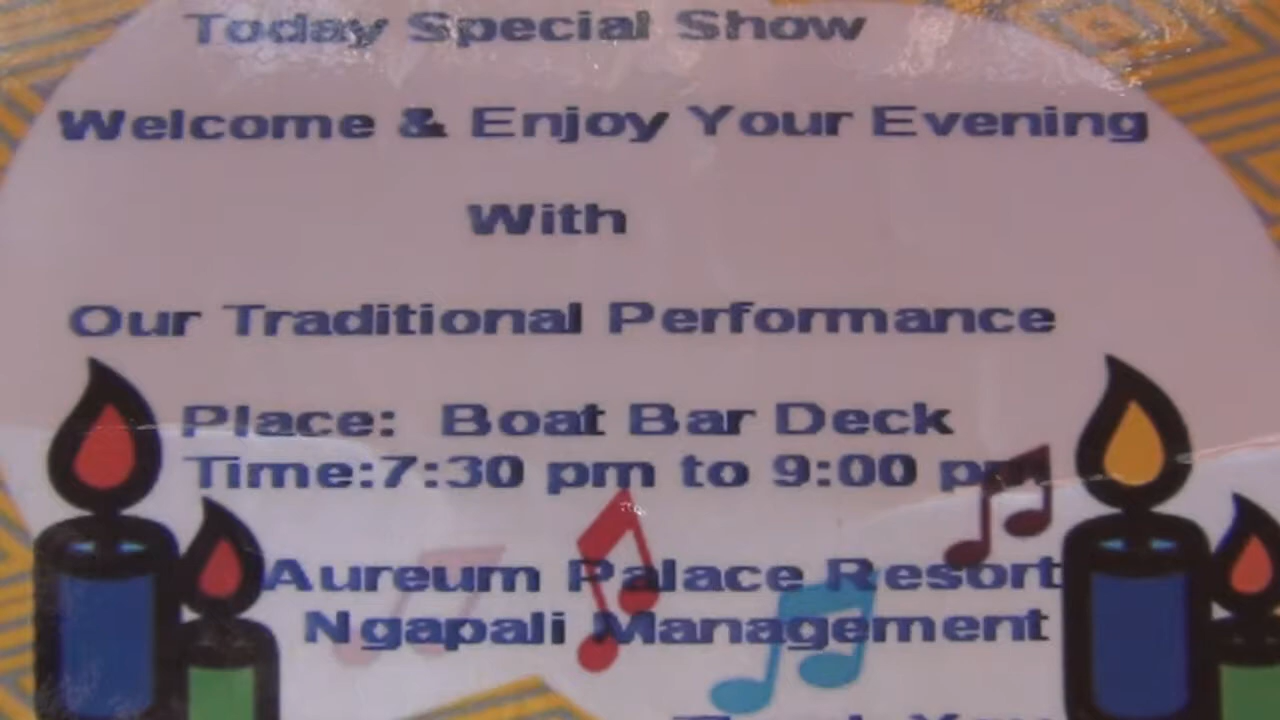 Today Special Show
Welcome & Enjoy Your Evening
With
Our Traditional Performance
Place: Boat Bar Deck
Time:7:30 pm to 9:00 pm
Aureum Palace Resort
Ngapali Management